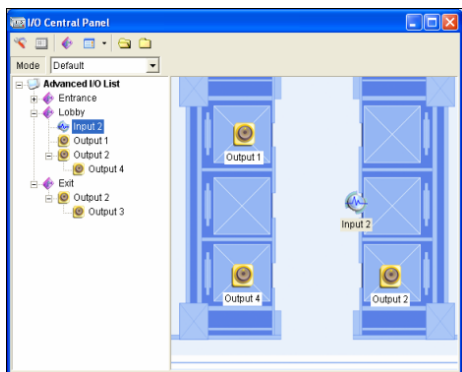 I/O Central Panel
Mode Default
Advanced I/O List
Entrance
Lobby
Input 2
Output 1
Output 2
Output 4
Exit
Output 2
Output 3
Output 1
Input 2
Output 4
Output 2